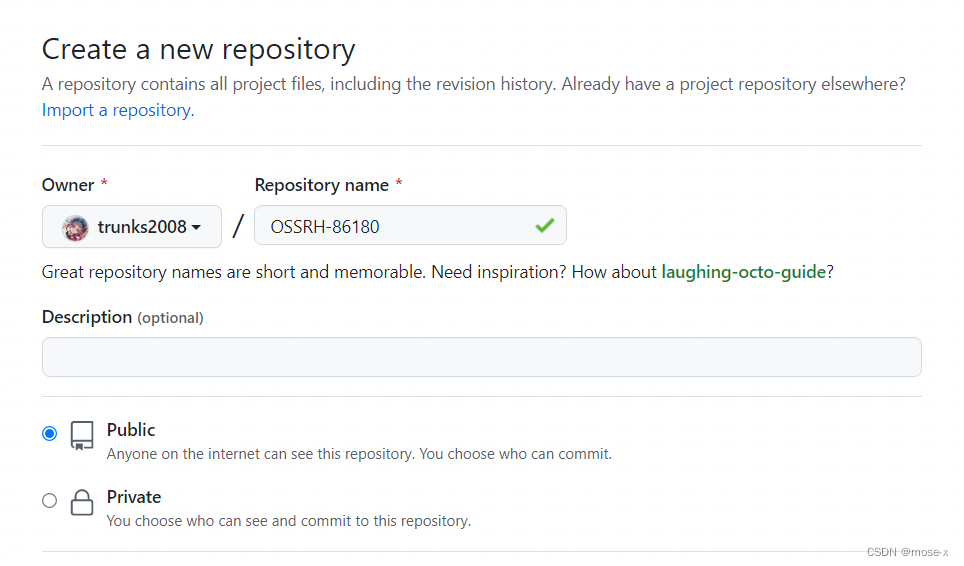 Create a new repository
A repository contains all project files, including the revision history. Already have a project repository elsewhere?
Import a repository.
Owner *
Repository name *
trunks2008
/
OSSRH-86180
Great repository names are short and memorable. Need inspiration? How about laughing-octo-guide?
Description (optional)
Public
Anyone on the internet can see this repository. You choose who can commit.
Private
You choose who can see and commit to this repository.
CSDN @mose-x